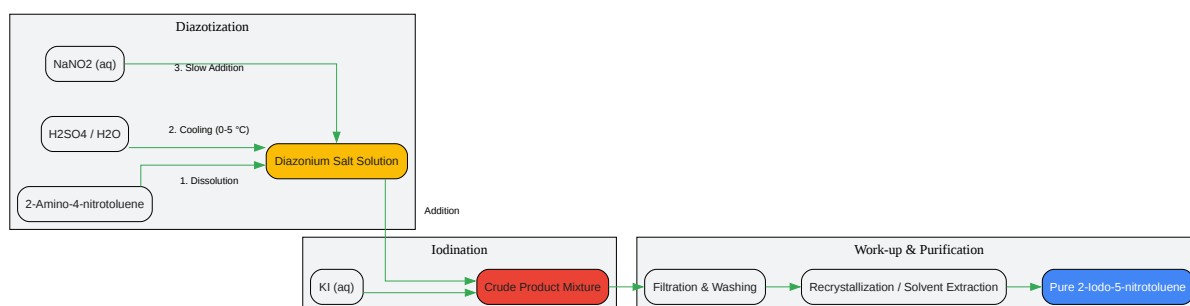 Diazotization
NaNO2 (aq)
3. Slow Addition
H2SO4 / H2O
2. Cooling (0-5 °C)
Diazonium Salt Solution
1. Dissolution
2-Amino-4-nitrotoluene
Addition
Iodination
KI (aq)
Crude Product Mixture
Work-up & Purification
Filtration & Washing
Recrystallization / Solvent Extraction
Pure 2-Iodo-5-nitrotoluene